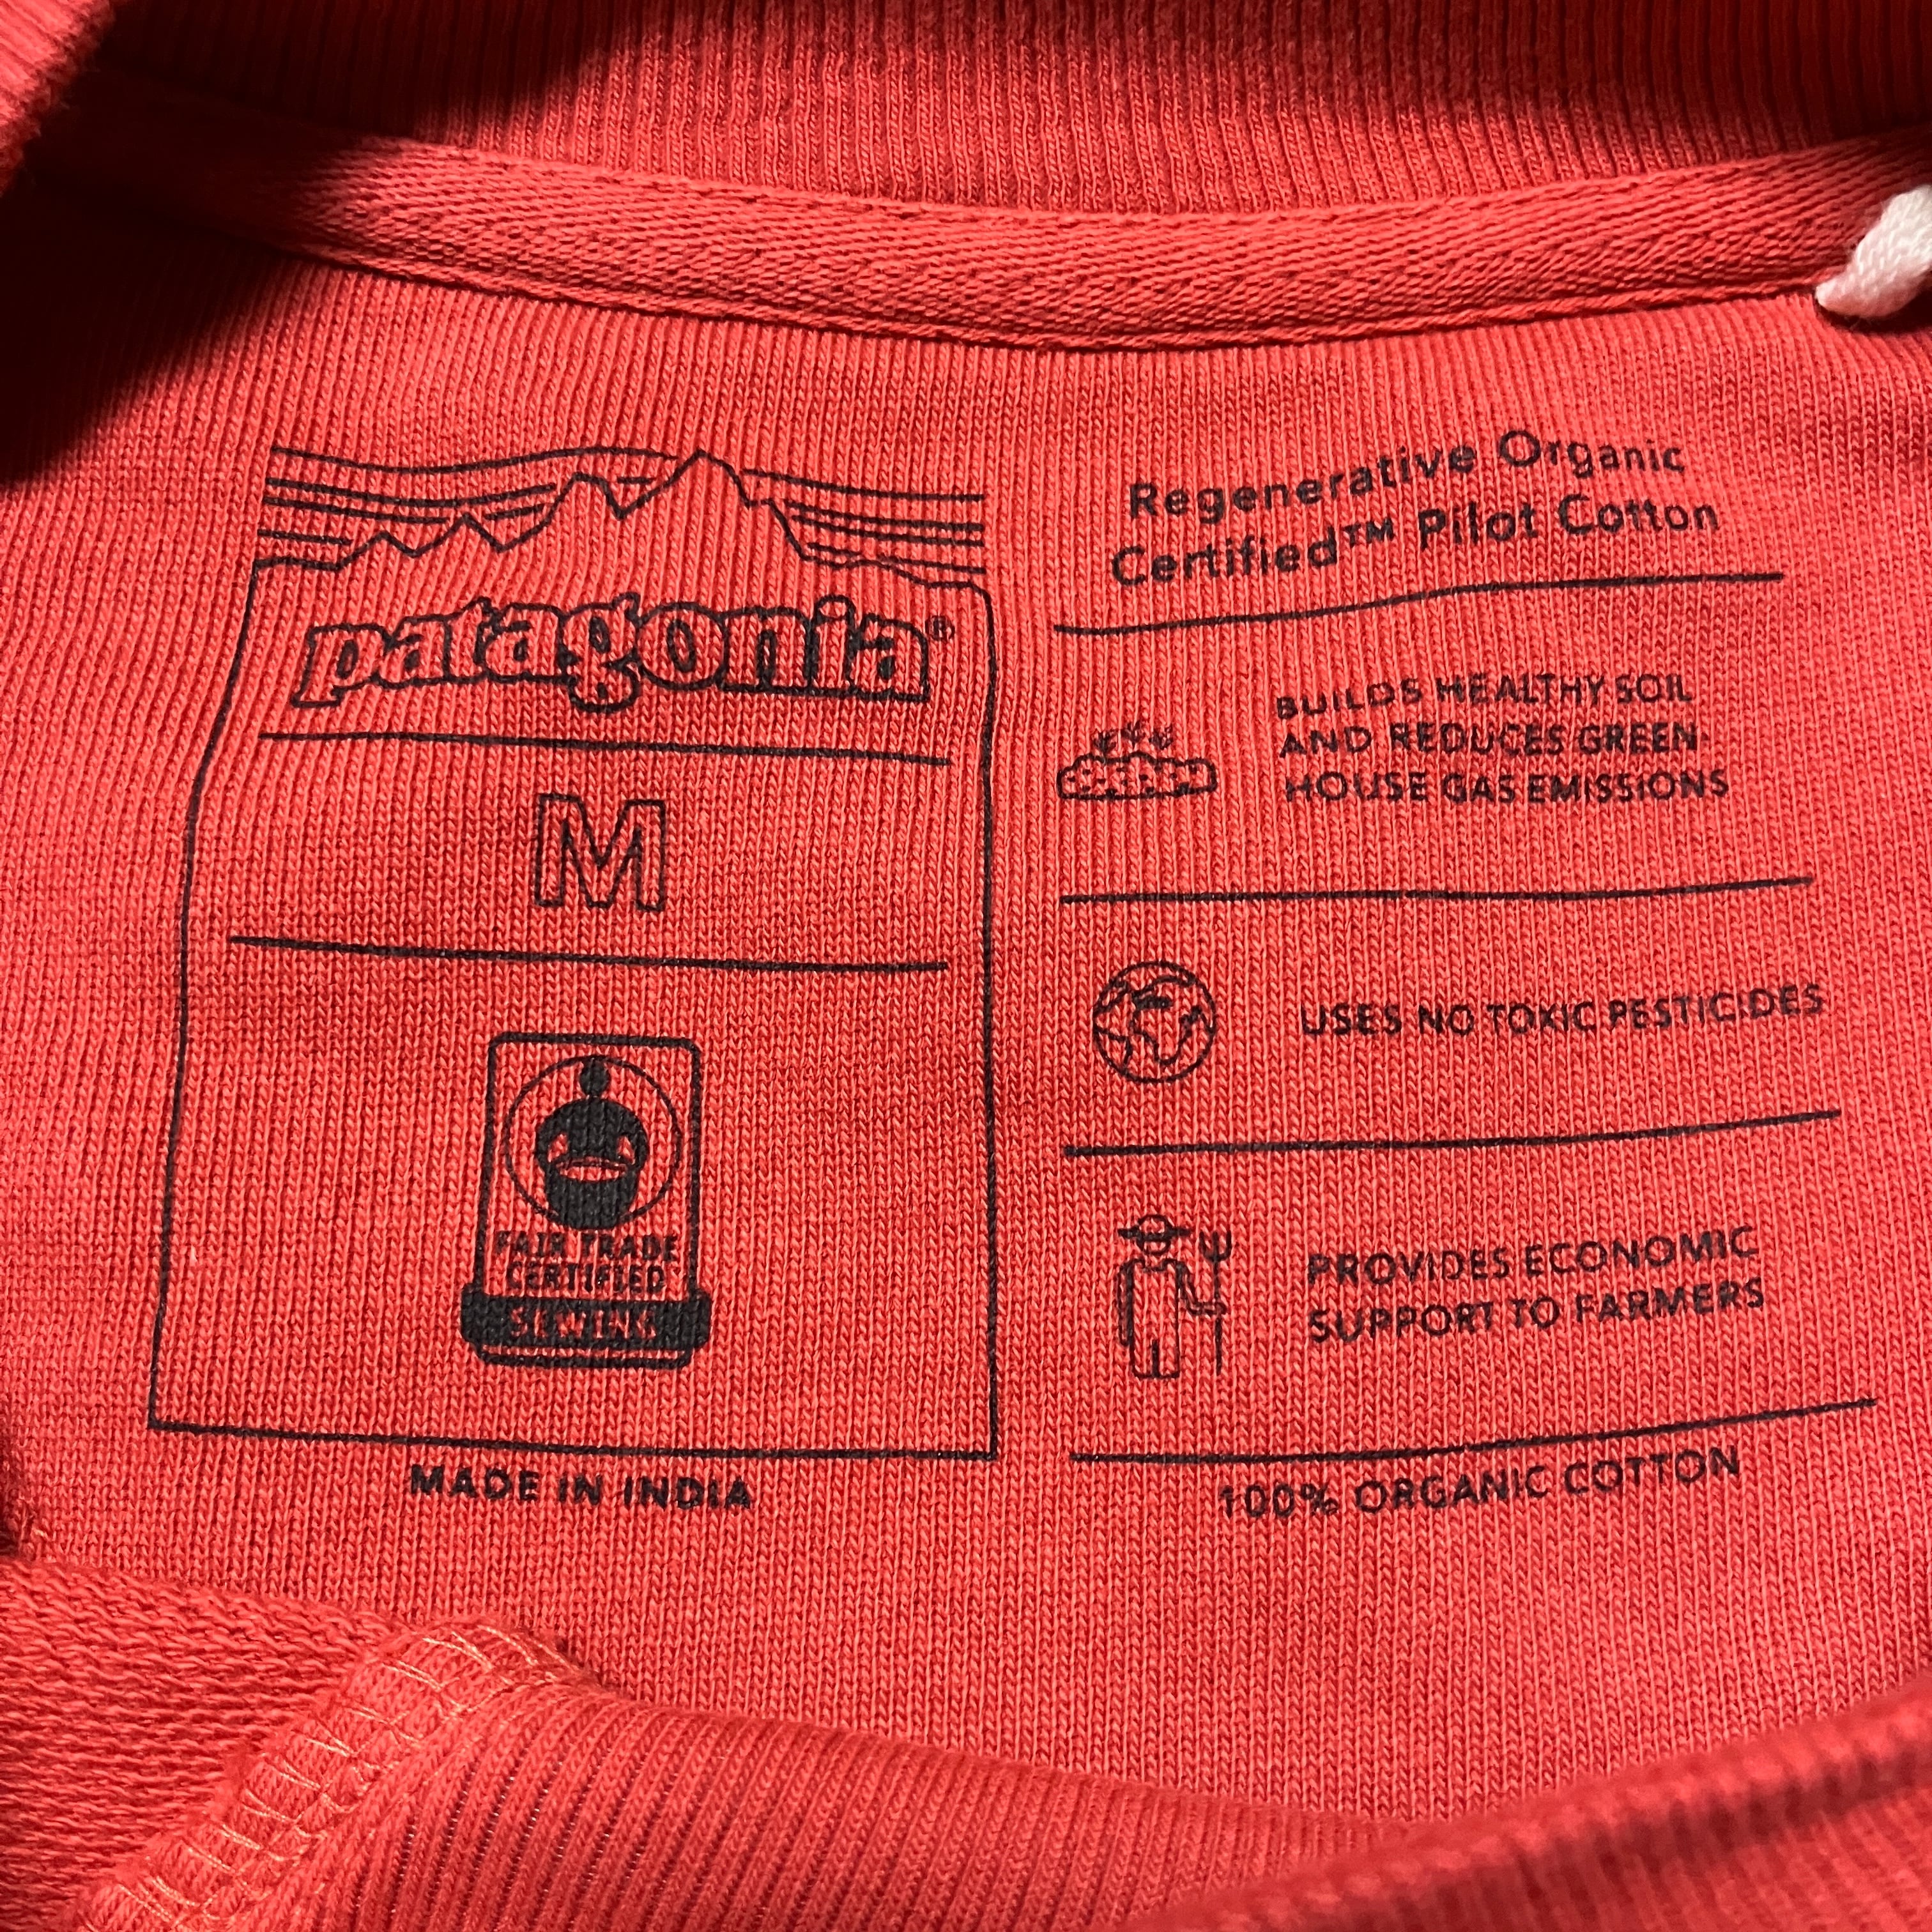 patagonia®
M
FAIR TRADE
CERTIFIED™
SEWING
MADE IN INDIA
Regenerative Organic
Certified™ Pilot Cotton
BUILDS HEALTHY SOIL
AND REDUCES GREEN
HOUSE GAS EMISSIONS
USES NO TOXIC PESTICIDES
PROVIDES ECONOMIC
SUPPORT TO FARMERS
100% ORGANIC COTTON